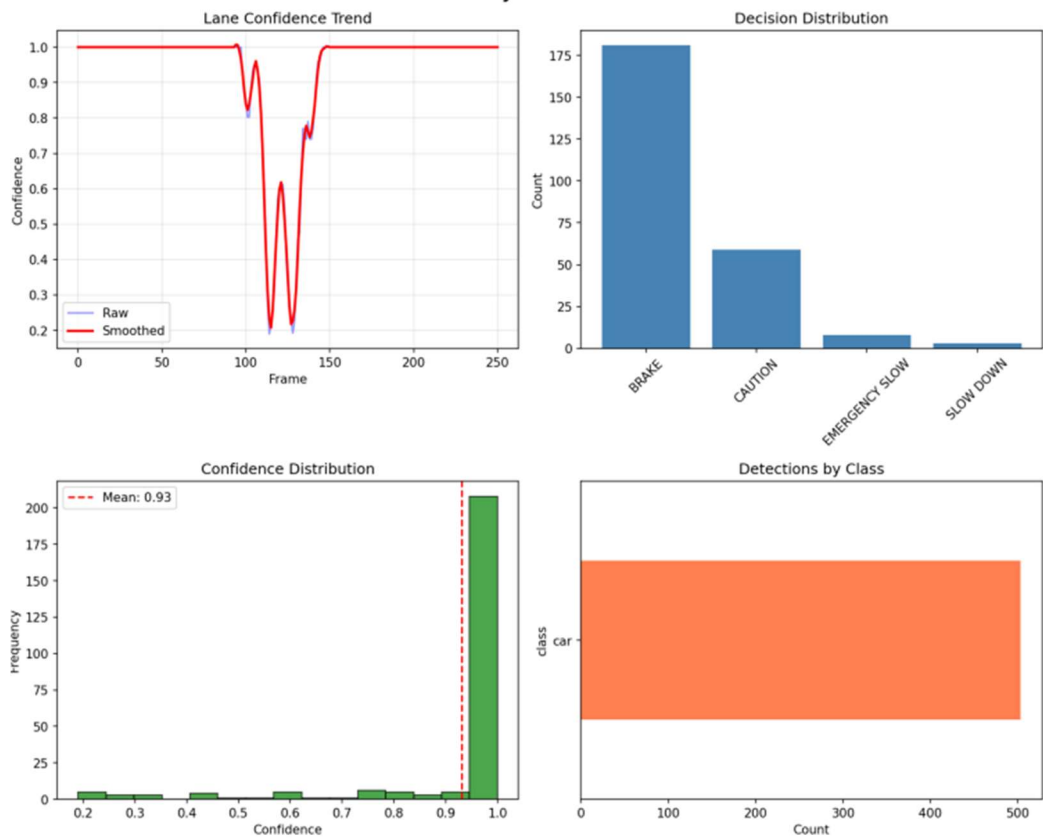 Lane Confidence Trend
1.0
0.9
0.8
0.7
0.6
0.5
0.4
0.3
0.2
Confidence
Raw
Smoothed
0 50 100 150 200 250
Frame
Decision Distribution
175
150
125
100
75
50
25
0
Count
BRAKE
CAUTION
EMERGENCY SLOW
SLOW DOWN
Confidence Distribution
Mean: 0.93
200
175
150
125
100
75
50
25
0
Frequency
0.2 0.3 0.4 0.5 0.6 0.7 0.8 0.9 1.0
Confidence
Detections by Class
class
car
0 100 200 300 400 500
Count